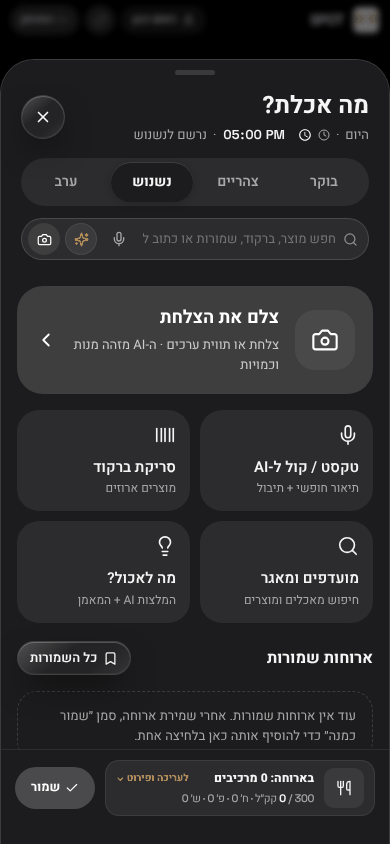 SPOT
מה אכלת?
היום · 05:00 PM · נרשם לנשנוש
בוקר
צהריים
נשנוש
ערב
חפש מוצר, ברקוד, שמורות או כתוב ל
צלם את הצלחת
צלחת או תווית ערכים · ה-AI מזהה מנות
וכמויות
טקסט / קול ל-AI
תיאור חופשי + תיבול
סריקת ברקוד
מוצרים ארוזים
מועדפים ומאגר
חיפוש מאכלים ומוצרים
מה לאכול?
המלצות AI + המאמן
ארוחות שמורות
כל השמורות
עוד אין ארוחות שמורות. אחרי שמירת ארוחה, סמן ״שמור
כמנה״ כדי להוסיף אותה כאן בלחיצה אחת.
בארוחה: 0 מרכיבים
לעריכה ופירוט
0 / 300 קק״ל · ח׳ 0 · פ׳ 0 · ש׳ 0
שמור